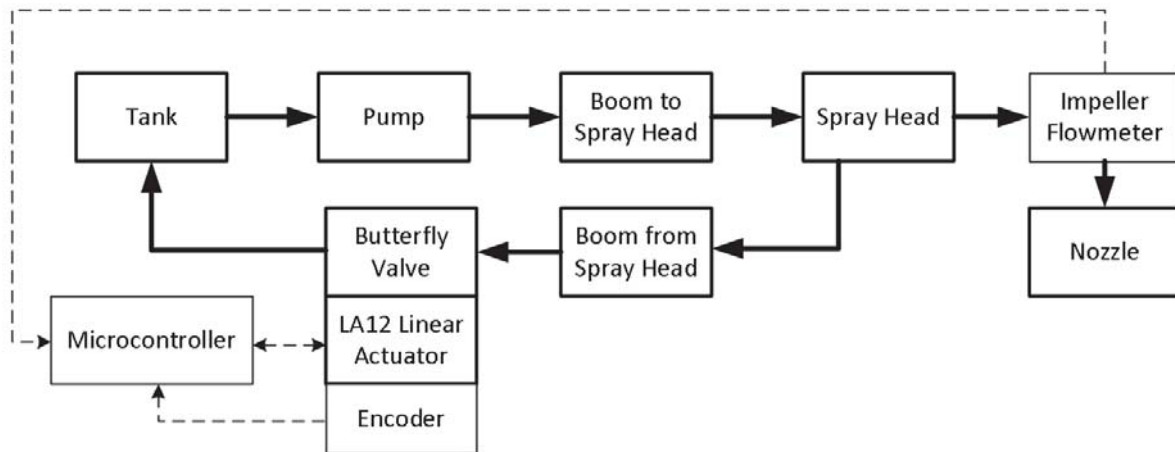 Tank
Pump
Boom to
Spray Head
Spray Head
Impeller
Flowmeter
Butterfly
Valve
Boom from
Spray Head
Nozzle
Microcontroller
LA12 Linear
Actuator
Encoder